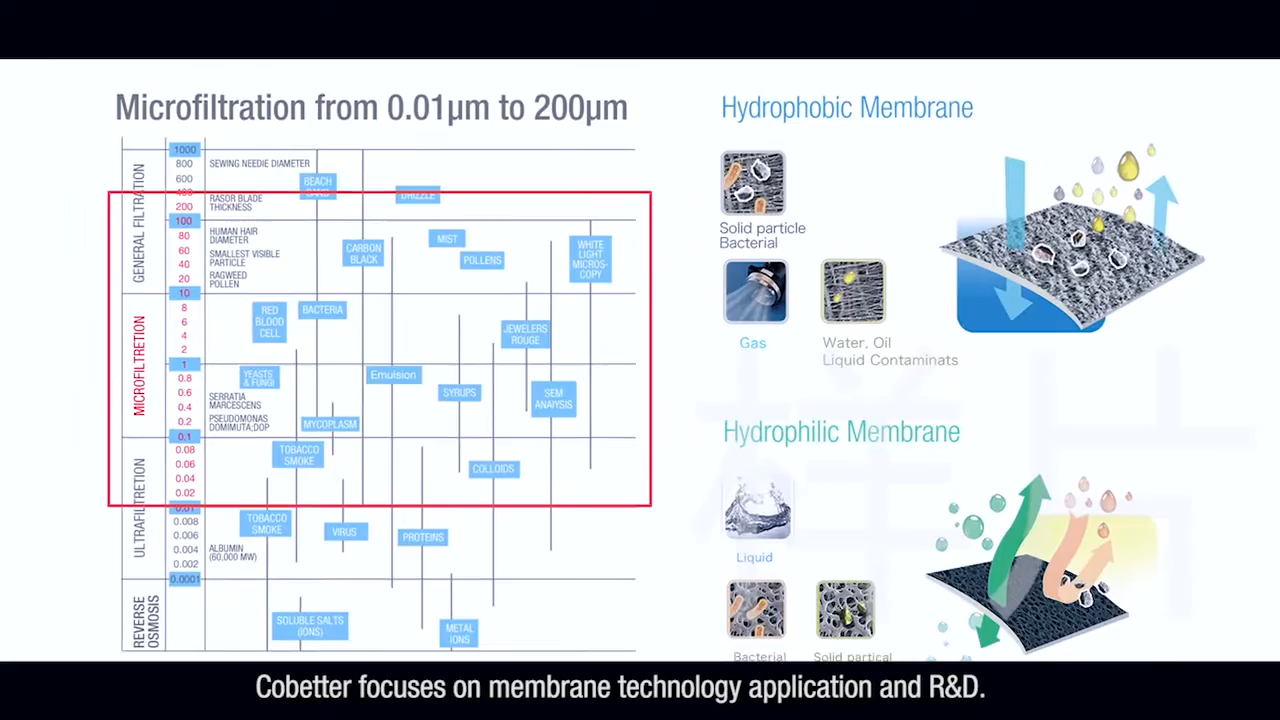 Microfiltration from 0.01µm to 200µm
GENERAL FILTRATION
MICROFILTRETION
ULTRAFILTRETION
REVERSE
OSMOSIS
1000
800
600
400
200
100
80
60
40
20
10
8
6
4
2
1
0.8
0.6
0.4
0.2
0.1
0.08
0.06
0.04
0.02
0.01
0.008
0.006
0.004
0.002
0.0001
SEWING NEEDIE DIAMETER
BEACH
SAND
DRIZZLE
RASOR BLADE
THICKNESS
HUMAN HAIR
DIAMETER
SMALLEST VISIBLE
PARTICLE
RAGWEED
POLLEN
CARBON
BLACK
MIST
POLLENS
WHITE
LIGHT
MICROS-
COPY
RED
BLOOD
CELL
BACTERIA
JEWELERS
ROUGE
YEASTS
& FUNGI
Emulsion
SYRUPS
SEM
ANAIYSIS
SERRATIA
MARCESCENS
PSEUDOMONAS
DOMIMUTA;DOP
MYCOPLASM
TOBACCO
SMOKE
COLLOIDS
TOBACCO
SMOKE
VIRUS
PROTEINS
ALBUMIN
(60,000 MW)
SOLUBLE SALTS
(IONS)
METAL
IONS
Hydrophobic Membrane
Solid particle
Bacterial
Gas
Water, Oil
Liquid Contaminats
Hydrophilic Membrane
Liquid
Bacterial
Solid partical
Cobetter focuses on membrane technology application and R&D.